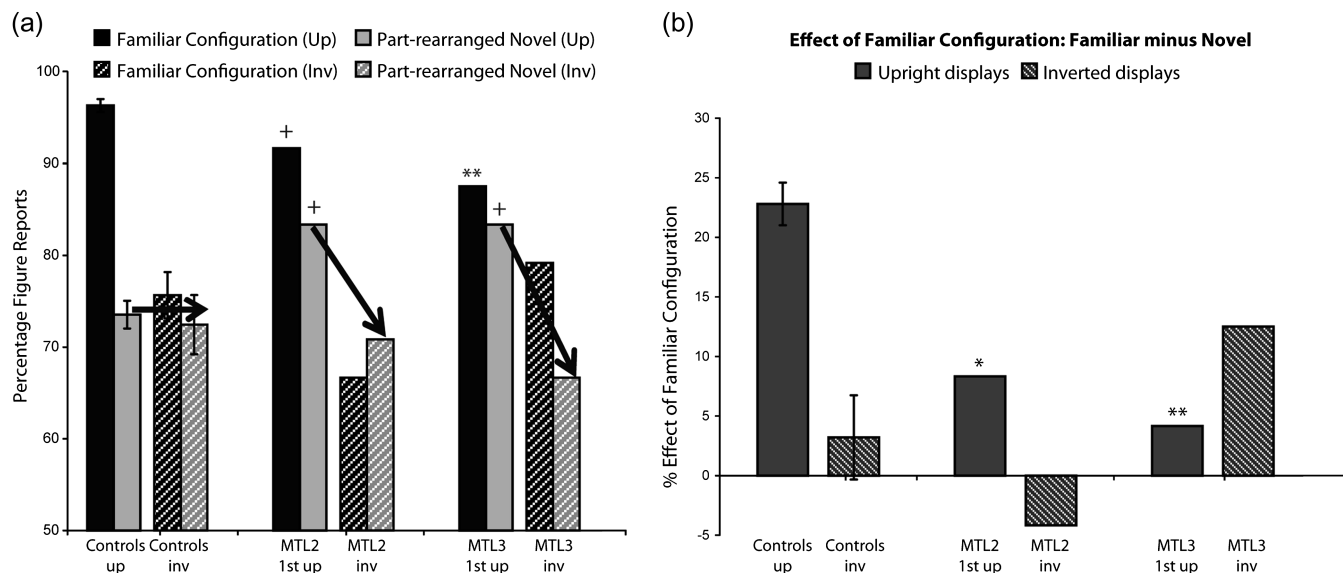 (a)
Familiar Configuration (Up) Part-rearranged Novel (Up)
Familiar Configuration (Inv) Part-rearranged Novel (Inv)
Percentage Figure Reports
100
90
80
70
60
50
+
+
**
+
Controls up
Controls inv
MTL2 1st up
MTL2 inv
MTL3 1st up
MTL3 inv
(b)
Effect of Familiar Configuration: Familiar minus Novel
Upright displays Inverted displays
% Effect of Familiar Configuration
30
25
20
15
10
5
0
-5
*
**
Controls up
Controls inv
MTL2 1st up
MTL2 inv
MTL3 1st up
MTL3 inv